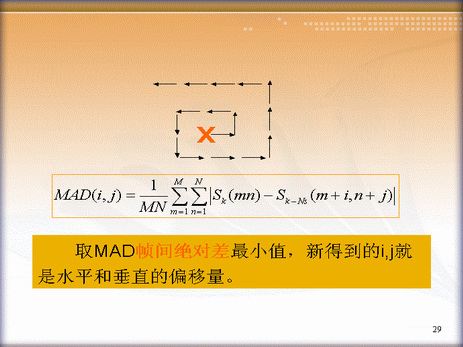 X
MAD(i, j) = \frac{1}{MN} \sum_{m=1}^{M} \sum_{n=1}^{N} |S_k(mn) - S_{k-Ns}(m+i, n+j)|
取MAD帧间绝对差最小值，新得到的i,j就
是水平和垂直的偏移量。
29